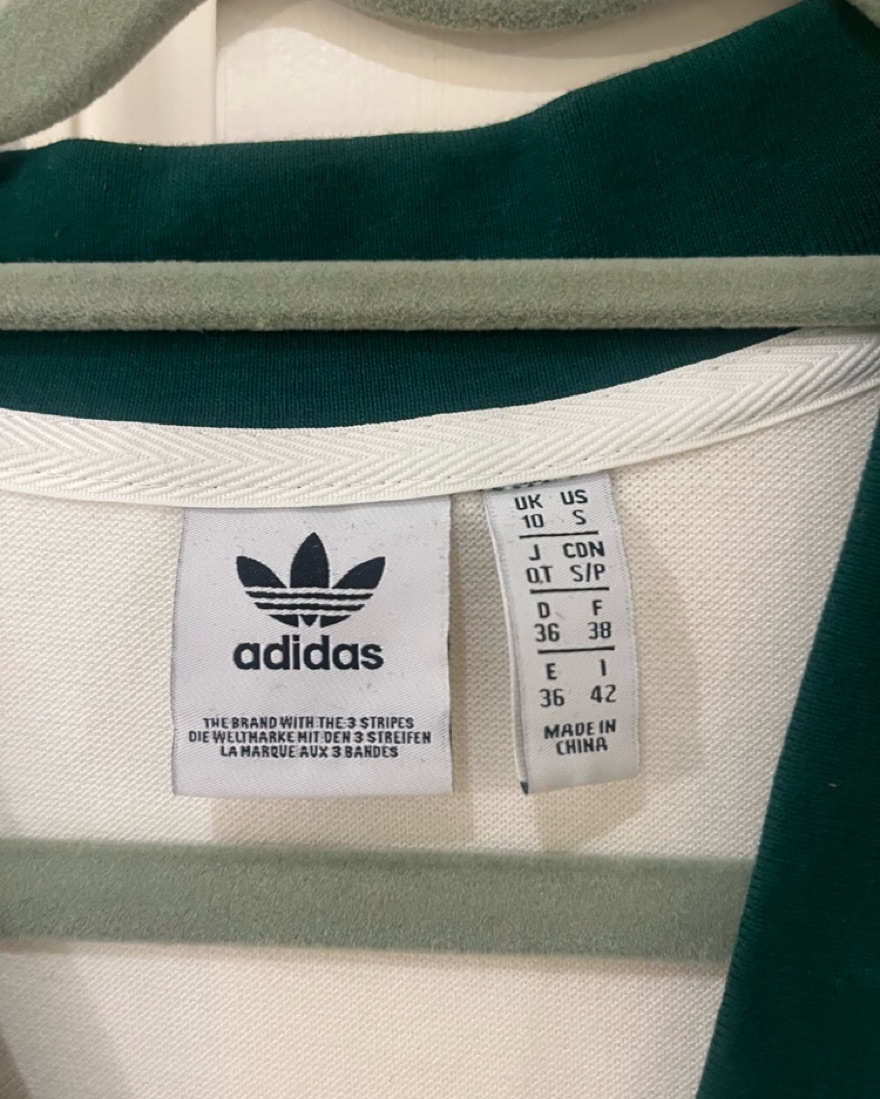 adidas
THE BRAND WITH THE 3 STRIPES
DIE WELTMARKE MIT DEN 3 STREIFEN
LA MARQUE AUX 3 BANDES
UK US
10 S
J CDN
OT S/P
D F
36 38
E I
36 42
MADE IN
CHINA